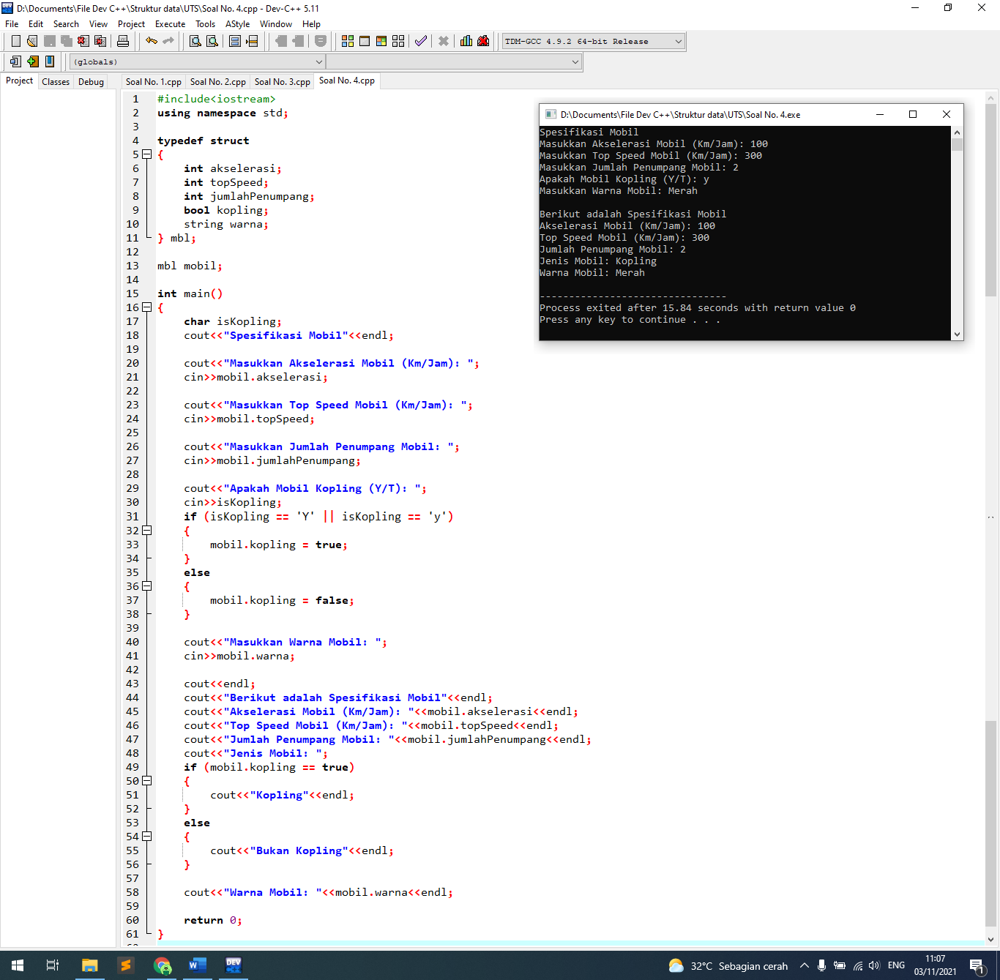 D:\Documents\File Dev C++\Struktur data\UTS\Soal No. 4.cpp - Dev-C++ 5.11
File Edit Search View Project Execute Tools AStyle Window Help
TDM-GCC 4.9.2 64-bit Release
(globals)
Project Classes Debug
Soal No. 1.cpp Soal No. 2.cpp Soal No. 3.cpp Soal No. 4.cpp
1 #include<iostream>
2 using namespace std;
3
4 typedef struct
5 {
6 int akselerasi;
7 int topSpeed;
8 int jumlahPenumpang;
9 bool kopling;
10 string warna;
11 } mbl;
12
13 mbl mobil;
14
15 int main()
16 {
17 char isKopling;
18 cout<<"Spesifikasi Mobil"<<endl;
19
20 cout<<"Masukkan Akselerasi Mobil (Km/Jam): ";
21 cin>>mobil.akselerasi;
22
23 cout<<"Masukkan Top Speed Mobil (Km/Jam): ";
24 cin>>mobil.topSpeed;
25
26 cout<<"Masukkan Jumlah Penumpang Mobil: ";
27 cin>>mobil.jumlahPenumpang;
28
29 cout<<"Apakah Mobil Kopling (Y/T): ";
30 cin>>isKopling;
31 if (isKopling == 'Y' || isKopling == 'y')
32 {
33 mobil.kopling = true;
34 }
35 else
36 {
37 mobil.kopling = false;
38 }
39
40 cout<<"Masukkan Warna Mobil: ";
41 cin>>mobil.warna;
42
43 cout<<endl;
44 cout<<"Berikut adalah Spesifikasi Mobil"<<endl;
45 cout<<"Akselerasi Mobil (Km/Jam): "<<mobil.akselerasi<<endl;
46 cout<<"Top Speed Mobil (Km/Jam): "<<mobil.topSpeed<<endl;
47 cout<<"Jumlah Penumpang Mobil: "<<mobil.jumlahPenumpang<<endl;
48 cout<<"Jenis Mobil: ";
49 if (mobil.kopling == true)
50 {
51 cout<<"Kopling"<<endl;
52 }
53 else
54 {
55 cout<<"Bukan Kopling"<<endl;
56 }
57
58 cout<<"Warna Mobil: "<<mobil.warna<<endl;
59
60 return 0;
61 }
D:\Documents\File Dev C++\Struktur data\UTS\Soal No. 4.exe
Spesifikasi Mobil
Masukkan Akselerasi Mobil (Km/Jam): 100
Masukkan Top Speed Mobil (Km/Jam): 300
Masukkan Jumlah Penumpang Mobil: 2
Apakah Mobil Kopling (Y/T): y
Masukkan Warna Mobil: Merah
Berikut adalah Spesifikasi Mobil
Akselerasi Mobil (Km/Jam): 100
Top Speed Mobil (Km/Jam): 300
Jumlah Penumpang Mobil: 2
Jenis Mobil: Kopling
Warna Mobil: Merah
--------------------------------
Process exited after 15.84 seconds with return value 0
Press any key to continue . . .
32°C Sebagian cerah ENG 11:07
03/11/2021
1
DEV
W